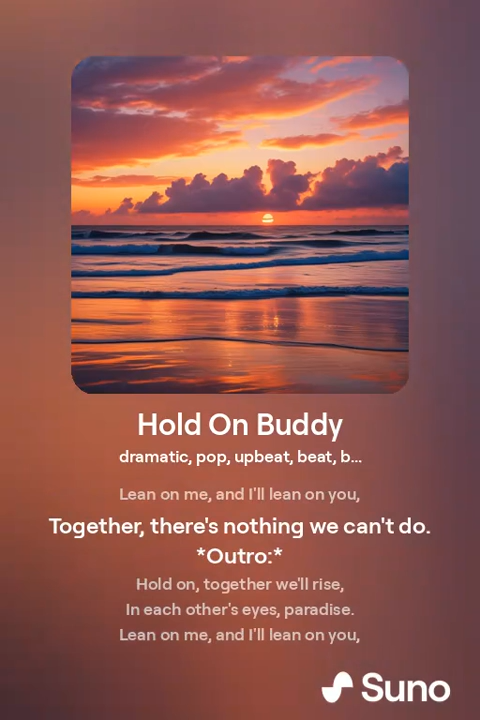 Hold On Buddy
dramatic, pop, upbeat, beat, b...
Lean on me, and I'll lean on you,
Together, there's nothing we can't do.
*Outro:*
Hold on, together we'll rise,
In each other's eyes, paradise.
Lean on me, and I'll lean on you,
Suno